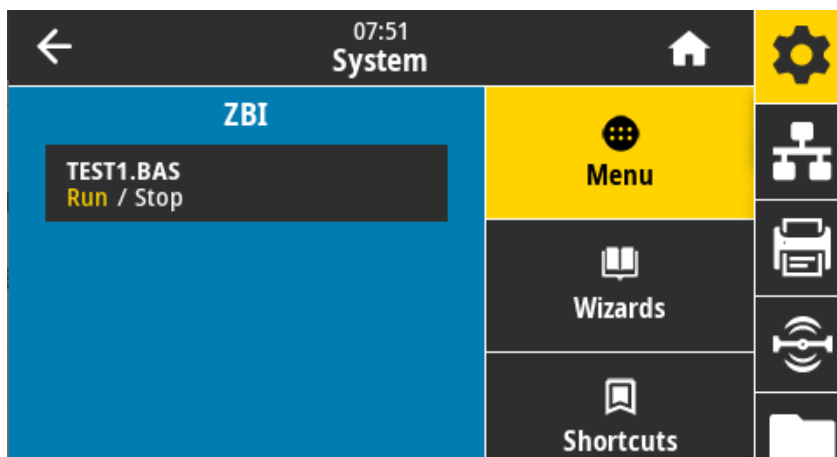 07:51
System
ZBI
TEST1.BAS
Run / Stop
Menu
Wizards
Shortcuts